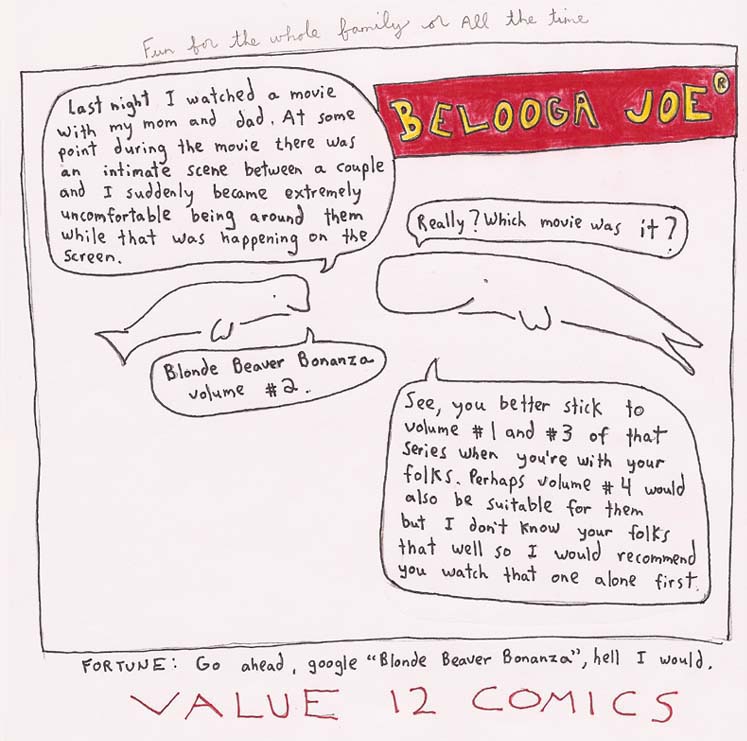 Fun for the whole family or All the time
BELOOGA JOE®
Last night I watched a movie
with my mom and dad. At some
point during the movie there was
an intimate scene between a couple
and I suddenly became extremely
uncomfortable being around them
while that was happening on the
screen.
Really? Which movie was it?
Blonde Beaver Bonanza
volume #2.
See, you better stick to
volume #1 and #3 of that
series when you're with your
folks. Perhaps volume #4 would
also be suitable for them
but I don't know your folks
that well so I would recommend
you watch that one alone first.
FORTUNE: Go ahead, google "Blonde Beaver Bonanza", hell I would.
VALUE 12 COMICS